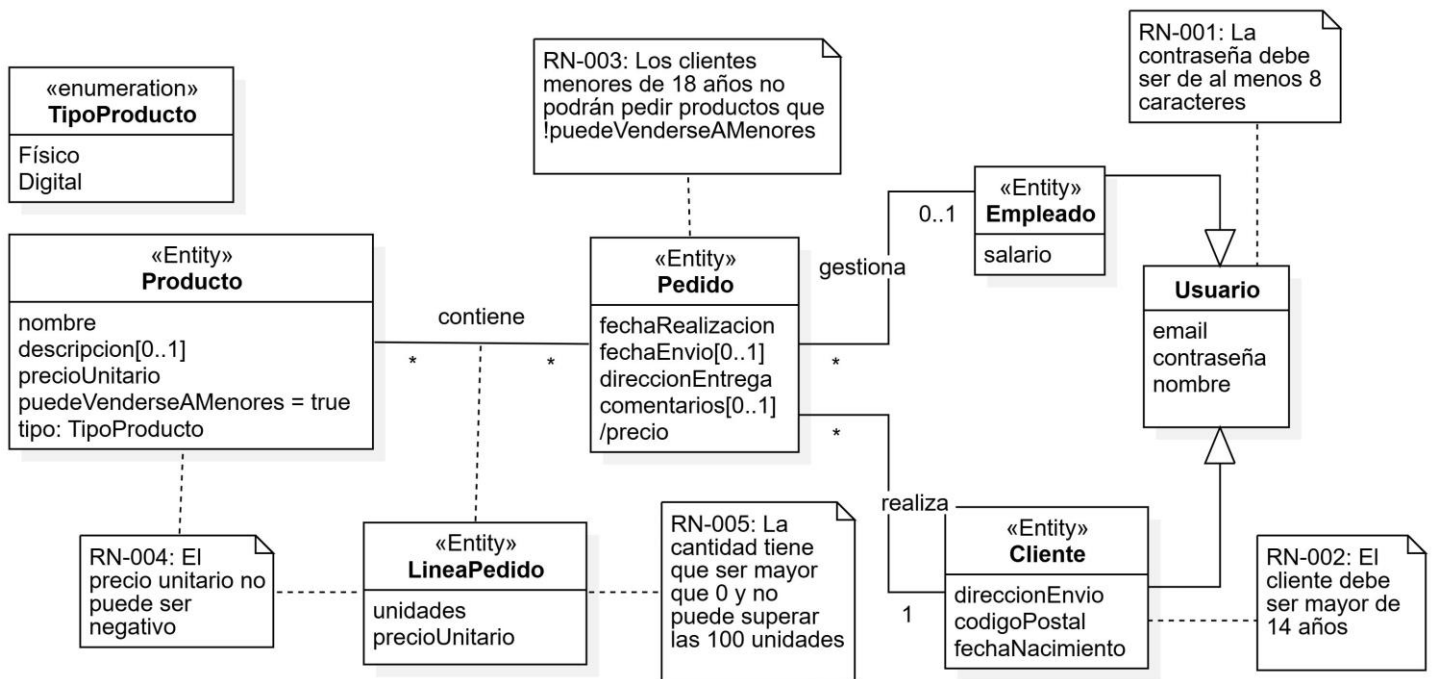 «enumeration»
TipoProducto
Físico
Digital
RN-003: Los clientes
menores de 18 años no
podrán pedir productos que
!puedeVenderseAMenores
RN-001: La
contraseña debe
ser de al menos 8
caracteres
«Entity»
Producto
nombre
descripcion[0..1]
precioUnitario
puedeVenderseAMenores = true
tipo: TipoProducto
contiene
*
*
«Entity»
Pedido
fechaRealizacion
fechaEnvio[0..1]
direccionEntrega
comentarios[0..1]
/precio
gestiona
0..1
*
«Entity»
Empleado
salario
Usuario
email
contraseña
nombre
*
realiza
1
RN-004: El
precio unitario no
puede ser
negativo
«Entity»
LineaPedido
unidades
precioUnitario
RN-005: La
cantidad tiene
que ser mayor
que 0 y no
puede superar
las 100 unidades
«Entity»
Cliente
direccionEnvio
codigoPostal
fechaNacimiento
RN-002: El
cliente debe
ser mayor de
14 años